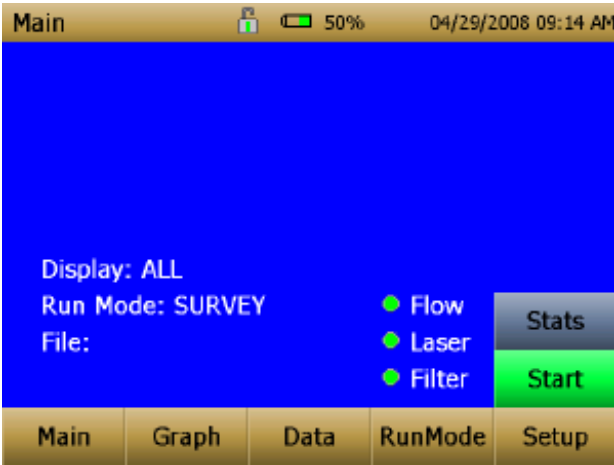 Main 50% 04/29/2008 09:14 AM
Display: ALL
Run Mode: SURVEY
File:
Flow
Laser
Filter
Stats
Start
Main Graph Data RunMode Setup